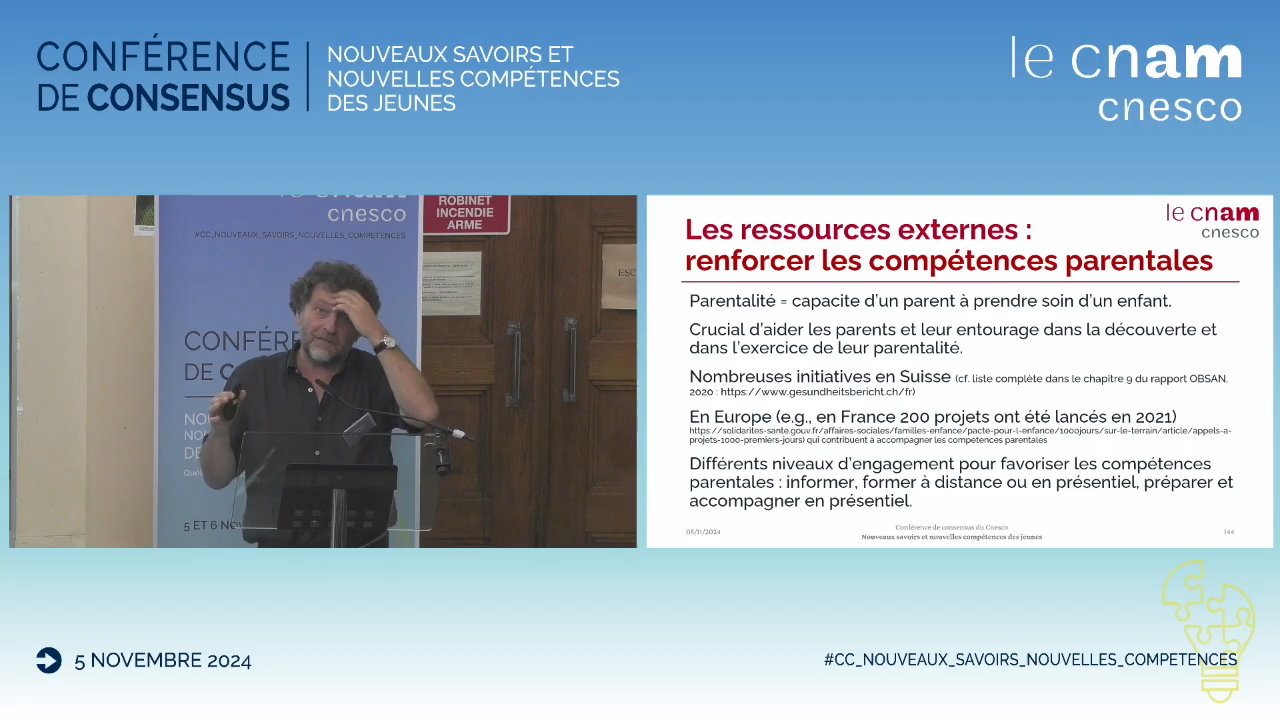 CONFÉRENCE
DE CONSENSUS
NOUVEAUX SAVOIRS ET
NOUVELLES COMPÉTENCES
DES JEUNES
le cnam
cnesco
le cnam
cnesco
#CC_NOUVEAUX_SAVOIRS_NOUVELLES_COMPETENCES
CONFÉR
DE C
NO
NO
DE
5 ET 6 NOV
ROBINET
INCENDIE
ARME
ESC
le cnam
cnesco
Les ressources externes :
renforcer les compétences parentales
Parentalité = capacite d'un parent à prendre soin d'un enfant.
Crucial d'aider les parents et leur entourage dans la découverte et
dans l'exercice de leur parentalité.
Nombreuses initiatives en Suisse (cf. liste complète dans le chapitre 9 du rapport OBSAN,
2020 : https://www.gesundheitsbericht.ch/fr)
En Europe (e.g., en France 200 projets ont été lancés en 2021)
https://solidarites-sante.gouv.fr/affaires-sociales/familles-enfance/pacte-pour-l-enfance/1000jours/sur-le-terrain/article/appels-a-
projets-1000-premiers-jours) qui contribuent à accompagner les compétences parentales
Différents niveaux d'engagement pour favoriser les compétences
parentales : informer, former à distance ou en présentiel, préparer et
accompagner en présentiel.
05/11/2024
Conférence de consensus du Cnesco
Nouveaux savoirs et nouvelles compétences des jeunes
144
5 NOVEMBRE 2024
#CC_NOUVEAUX_SAVOIRS_NOUVELLES_COMPETENCES